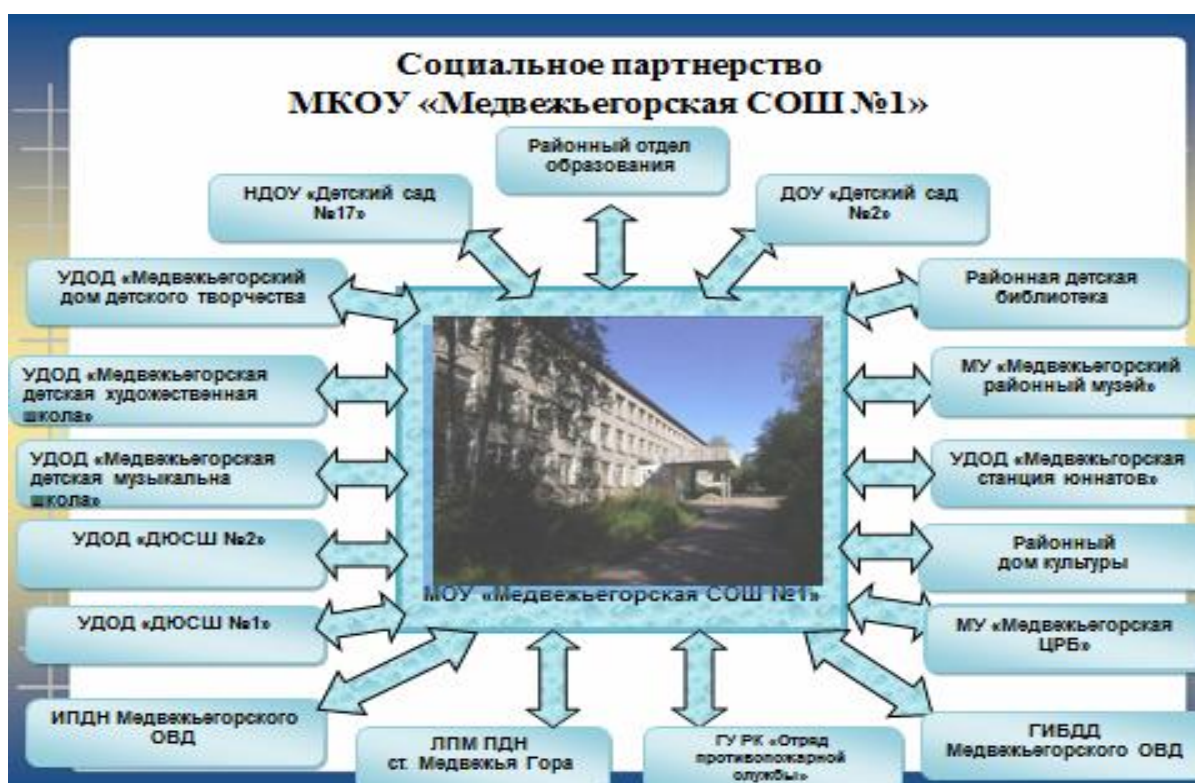 Социальное партнерство
МКОУ «Медвежьегорская СОШ №1»
Районный отдел
образования
НДОУ «Детский сад
№17»
ДОУ «Детский сад
№2»
УДОД «Медвежьегорский
дом детского творчества
Районная детская
библиотека
УДОД «Медвежьегорская
детская художественная
школа»
МУ «Медвежьегорский
районный музей»
УДОД «Медвежьегорская
детская музыкальна
школа»
УДОД «Медвежьгорская
станция юннатов»
УДОД «ДЮСШ №2»
Районный
дом культуры
МОУ «Медвежьегорская СОШ №1»
УДОД «ДЮСШ №1»
МУ «Медвежьегорская
ЦРБ»
ИПДН Медвежьегорского
ОВД
ЛПМ ПДН
ст. Медвежья Гора
ГУ РК «Отряд
противопожарной
службы»
ГИБДД
Медвежьегорского ОВД